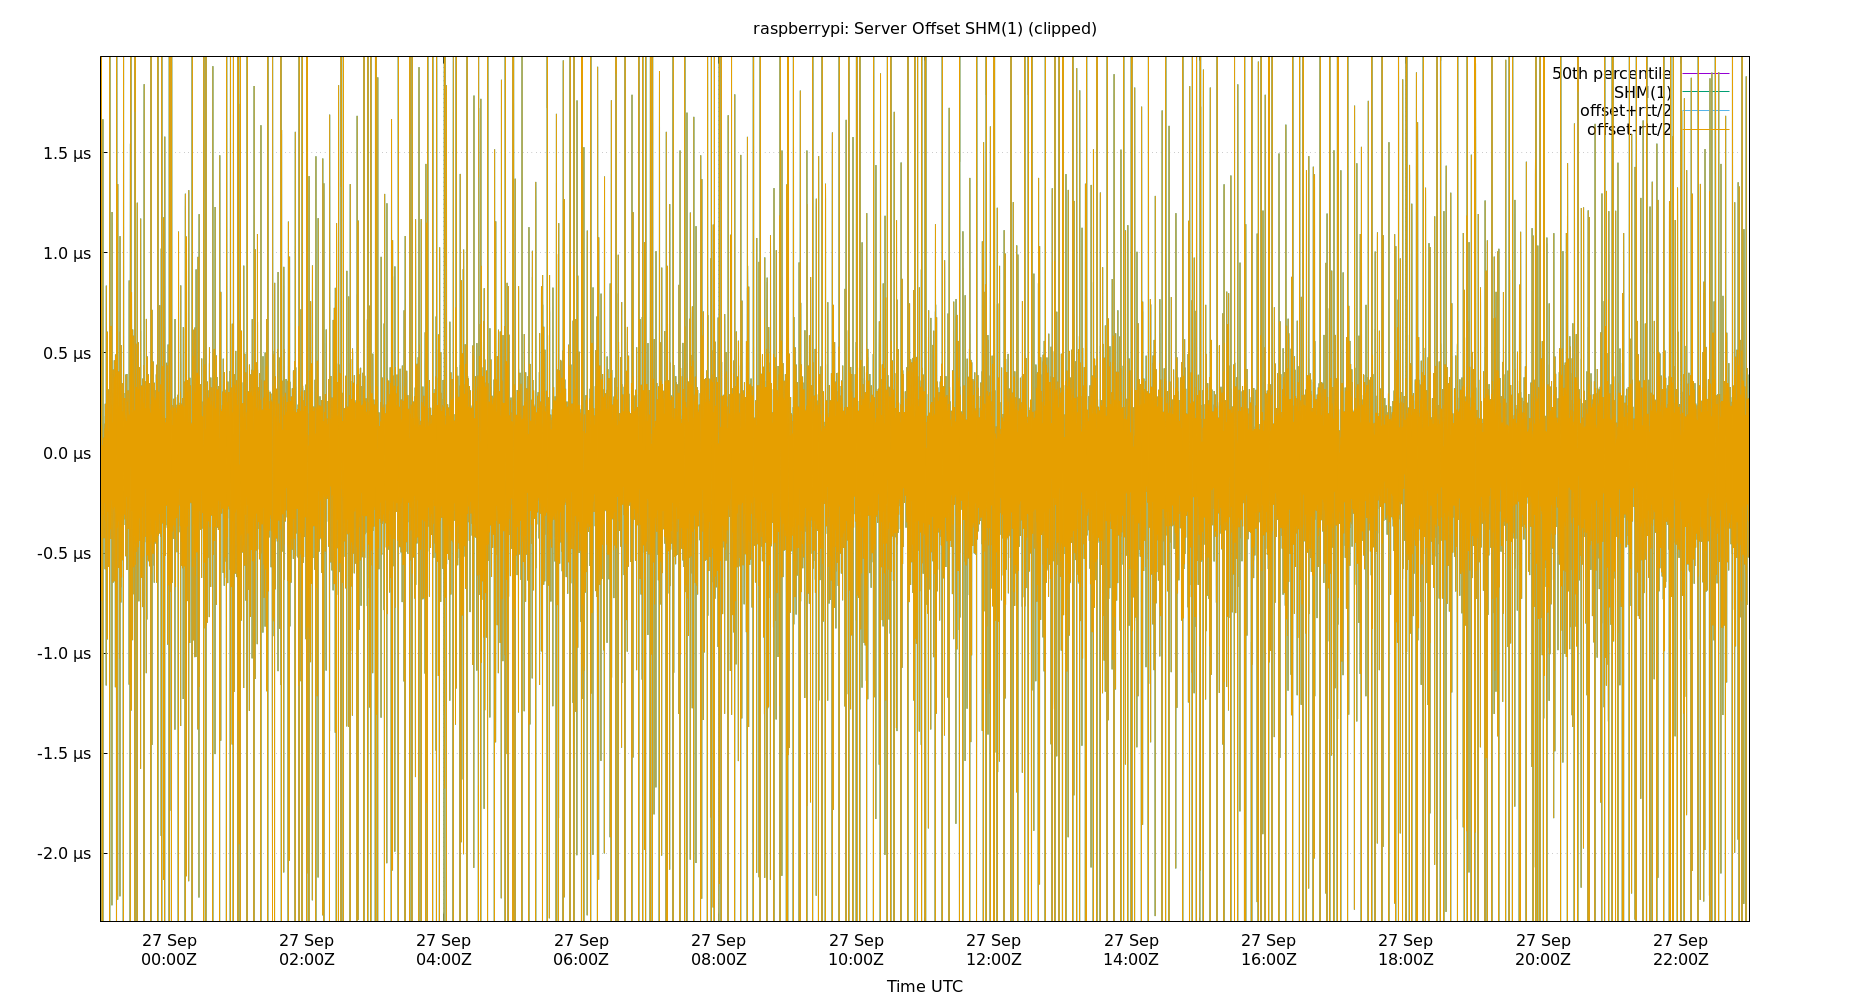 raspberrypi: Server Offset SHM(1) (clipped)
50th percentile
SHM(1)
offset+rtt/2
offset-rtt/2
1.5 µs
1.0 µs
0.5 µs
0.0 µs
-0.5 µs
-1.0 µs
-1.5 µs
-2.0 µs
27 Sep 27 Sep 27 Sep 27 Sep 27 Sep 27 Sep 27 Sep 27 Sep 27 Sep 27 Sep 27 Sep 27 Sep
00:00Z 02:00Z 04:00Z 06:00Z 08:00Z 10:00Z 12:00Z 14:00Z 16:00Z 18:00Z 20:00Z 22:00Z
Time UTC